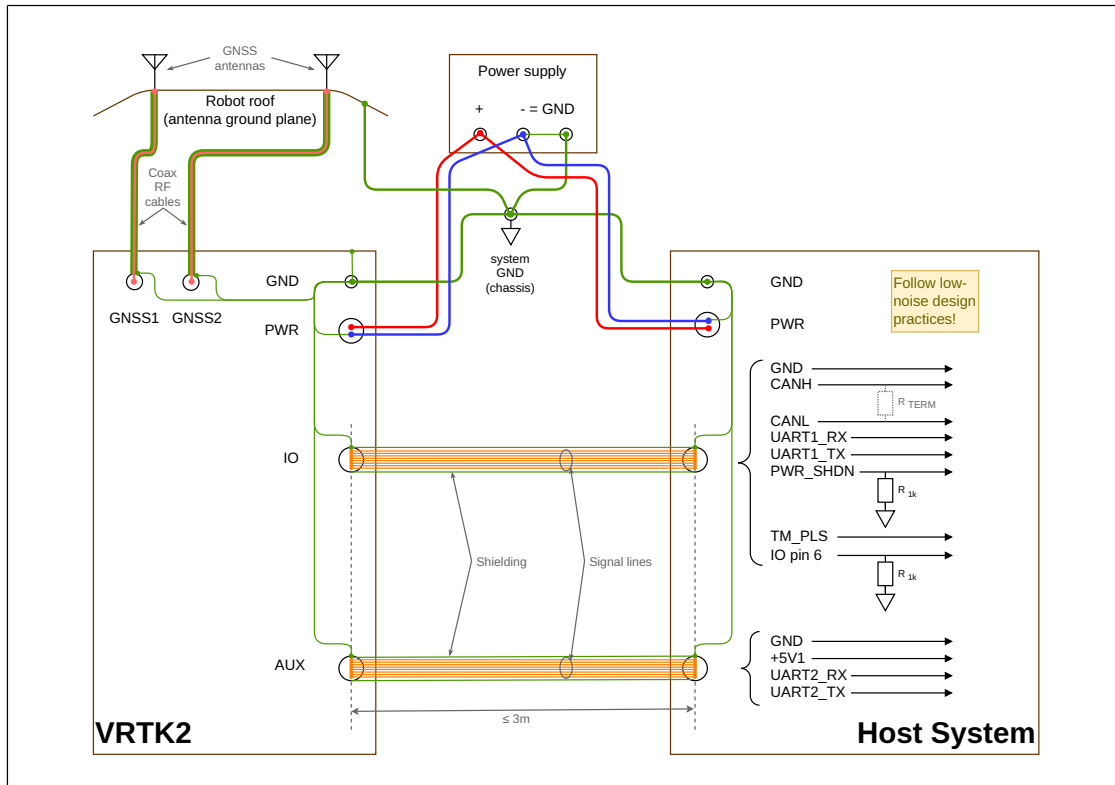 GNSS
antennas
Robot roof
(antenna ground plane)
Power supply
+
- = GND
Coax
RF
cables
system
GND
(chassis)
GNSS1
GNSS2
GND
PWR
IO
AUX
Shielding
Signal lines
≤ 3m
VRTK2
GND
PWR
Follow low-
noise design
practices!
GND
CANH
R TERM
CANL
UART1_RX
UART1_TX
PWR_SHDN
R 1k
TM_PLS
IO pin 6
R 1k
GND
+5V1
UART2_RX
UART2_TX
Host System